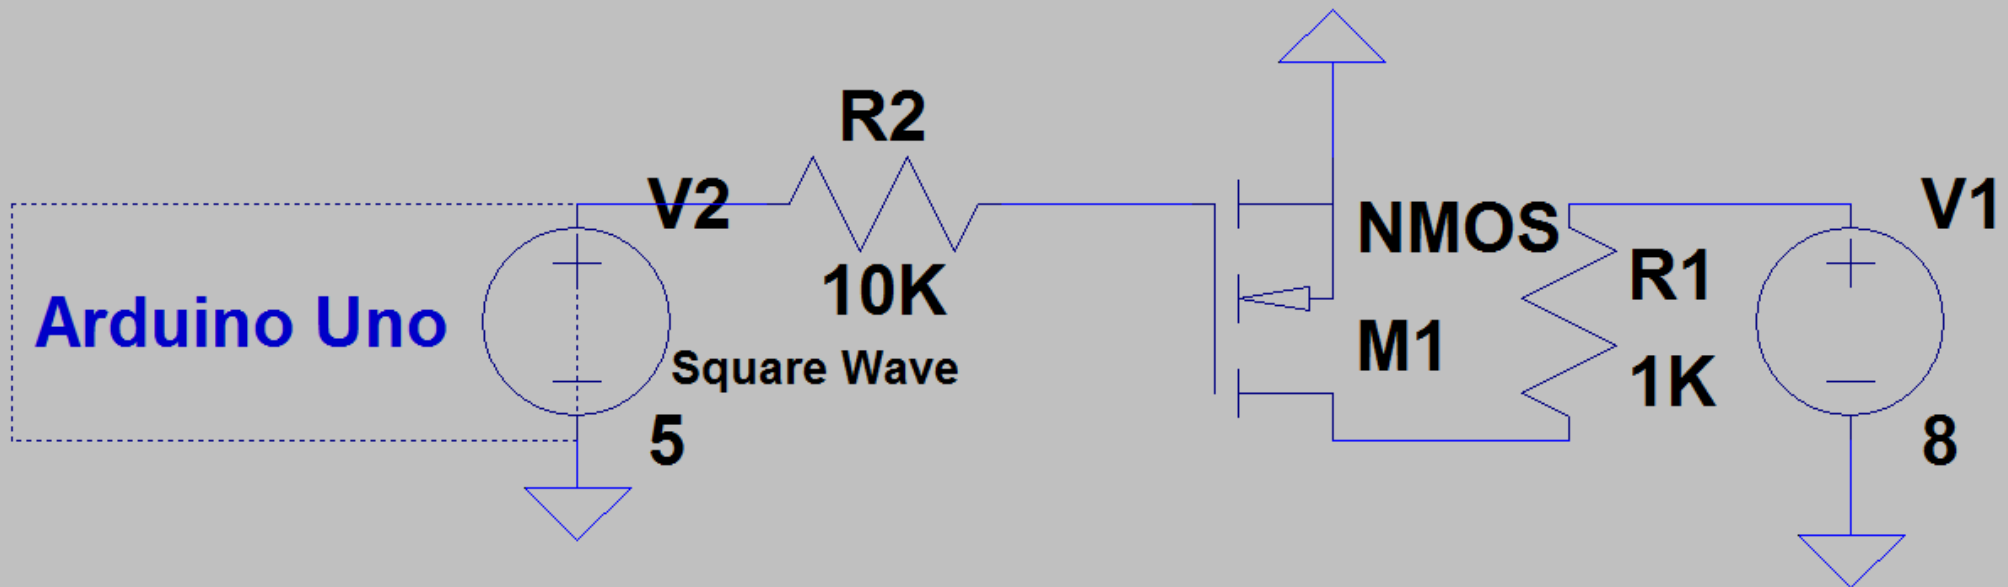 R2
V2
10K
Arduino Uno
Square Wave
5
NMOS
M1
R1
1K
V1
8